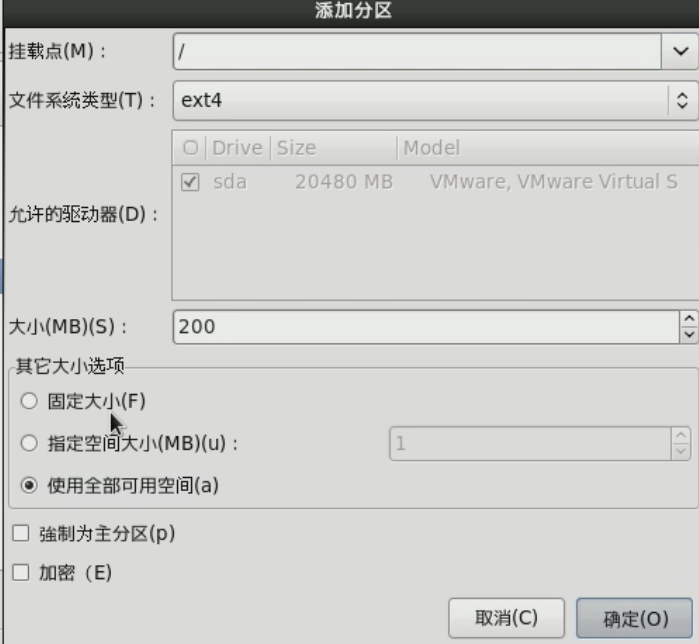 添加分区
挂载点(M)：
/
文件系统类型(T)：
ext4
Drive Size Model
sda 20480 MB VMware, VMware Virtual S
允许的驱动器(D)：
大小(MB)(S)：
200
其它大小选项
固定大小(F)
指定空间大小(MB)(u)：
1
使用全部可用空间(a)
強制为主分区(p)
加密（E)
取消(C)
确定(O)